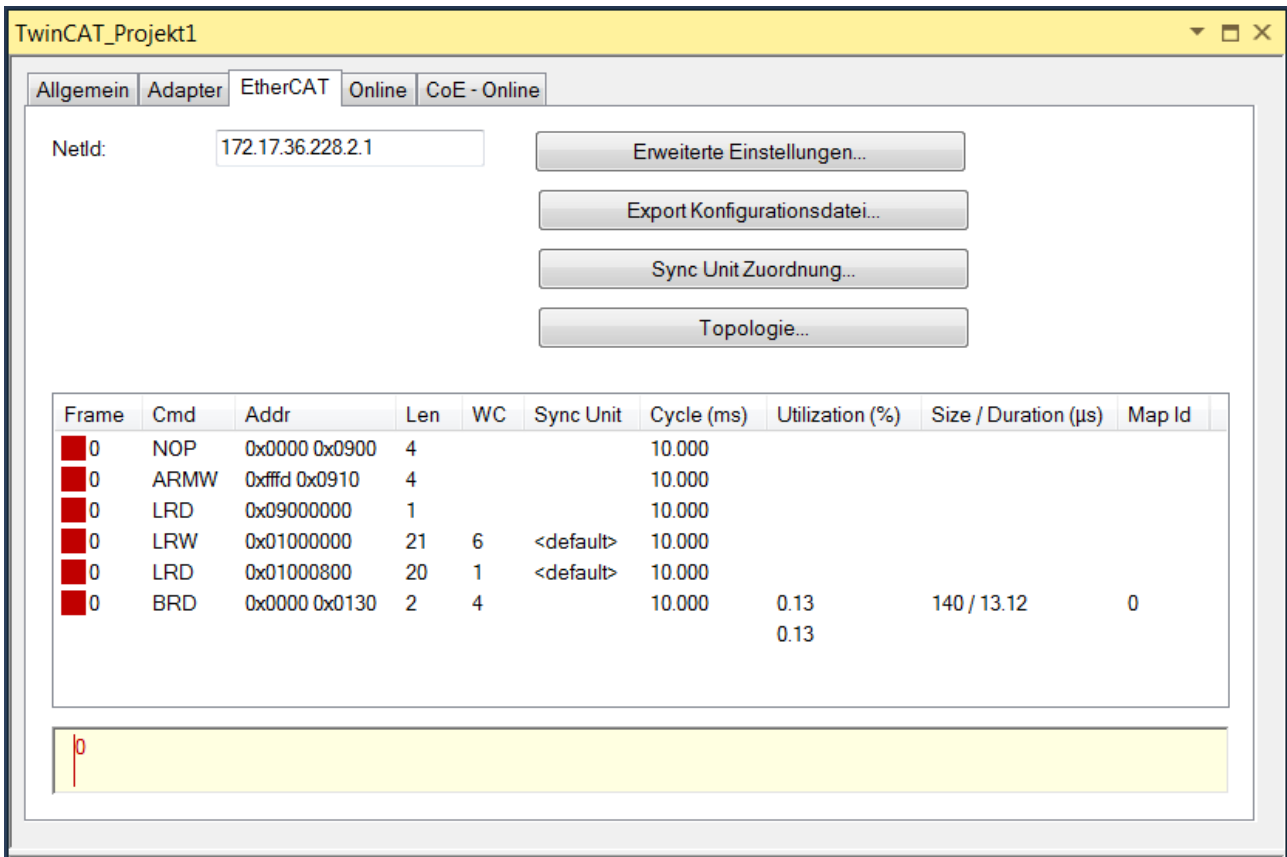 TwinCAT_Projekt1
Allgemein Adapter EtherCAT Online CoE - Online
NetId: 172.17.36.228.2.1 Erweiterte Einstellungen...
Export Konfigurationsdatei...
Sync Unit Zuordnung...
Topologie...
Frame Cmd Addr Len WC Sync Unit Cycle (ms) Utilization (%) Size / Duration (µs) Map Id
0 NOP 0x0000 0x0900 4 10.000
0 ARMW 0xfffd 0x0910 4 10.000
0 LRD 0x09000000 1 10.000
0 LRW 0x01000000 21 6 <default> 10.000
0 LRD 0x01000800 20 1 <default> 10.000
0 BRD 0x0000 0x0130 2 4 10.000 0.13 140 / 13.12 0
0.13
0